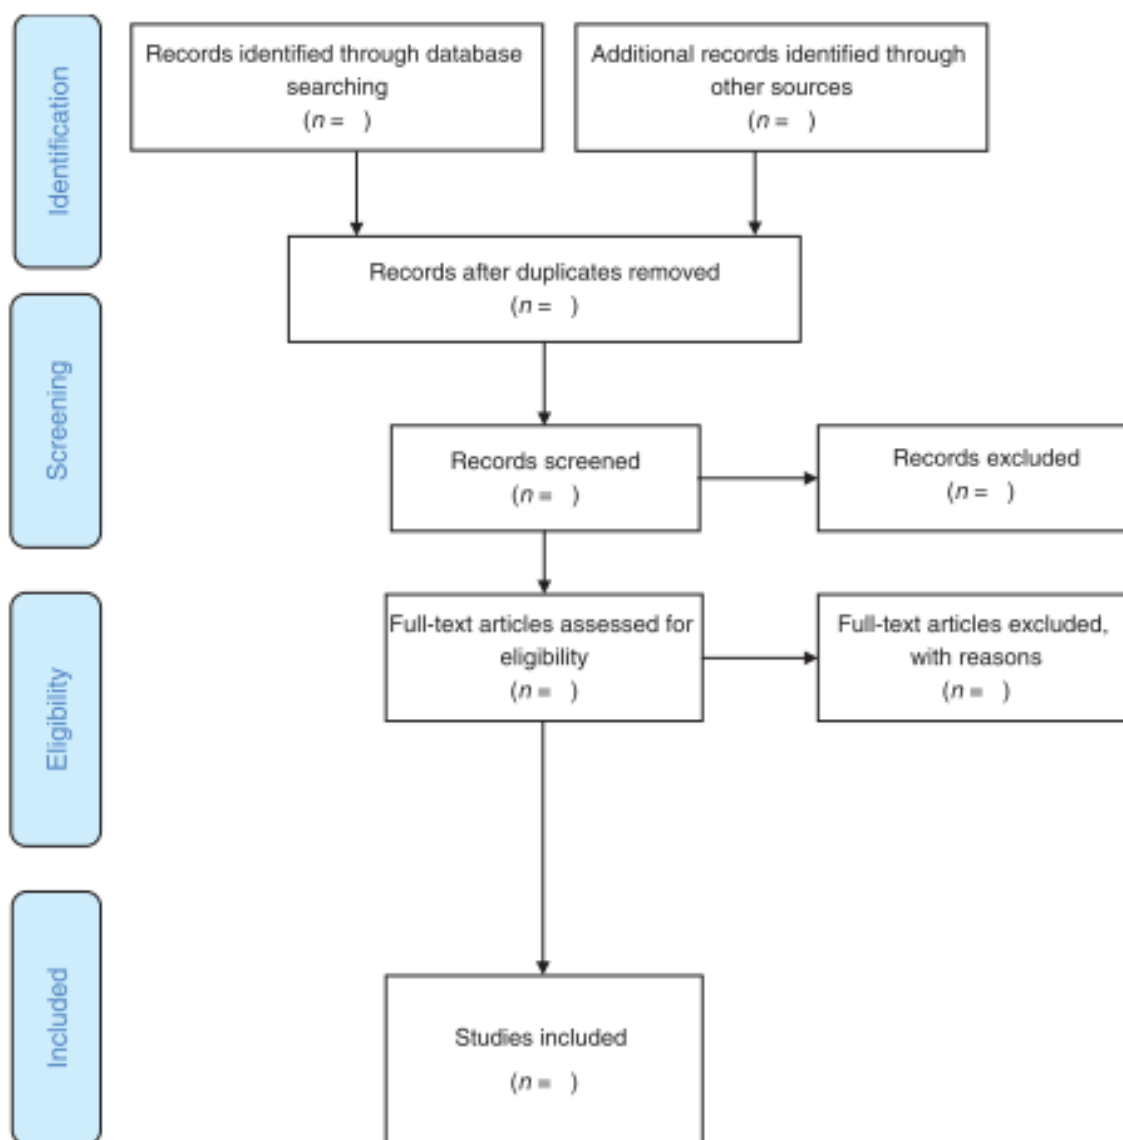 Identification
Records identified through database
searching
(n = )
Additional records identified through
other sources
(n = )
Records after duplicates removed
(n = )
Screening
Records screened
(n = )
Records excluded
(n = )
Eligibility
Full-text articles assessed for
eligibility
(n = )
Full-text articles excluded,
with reasons
(n = )
Included
Studies included
(n = )